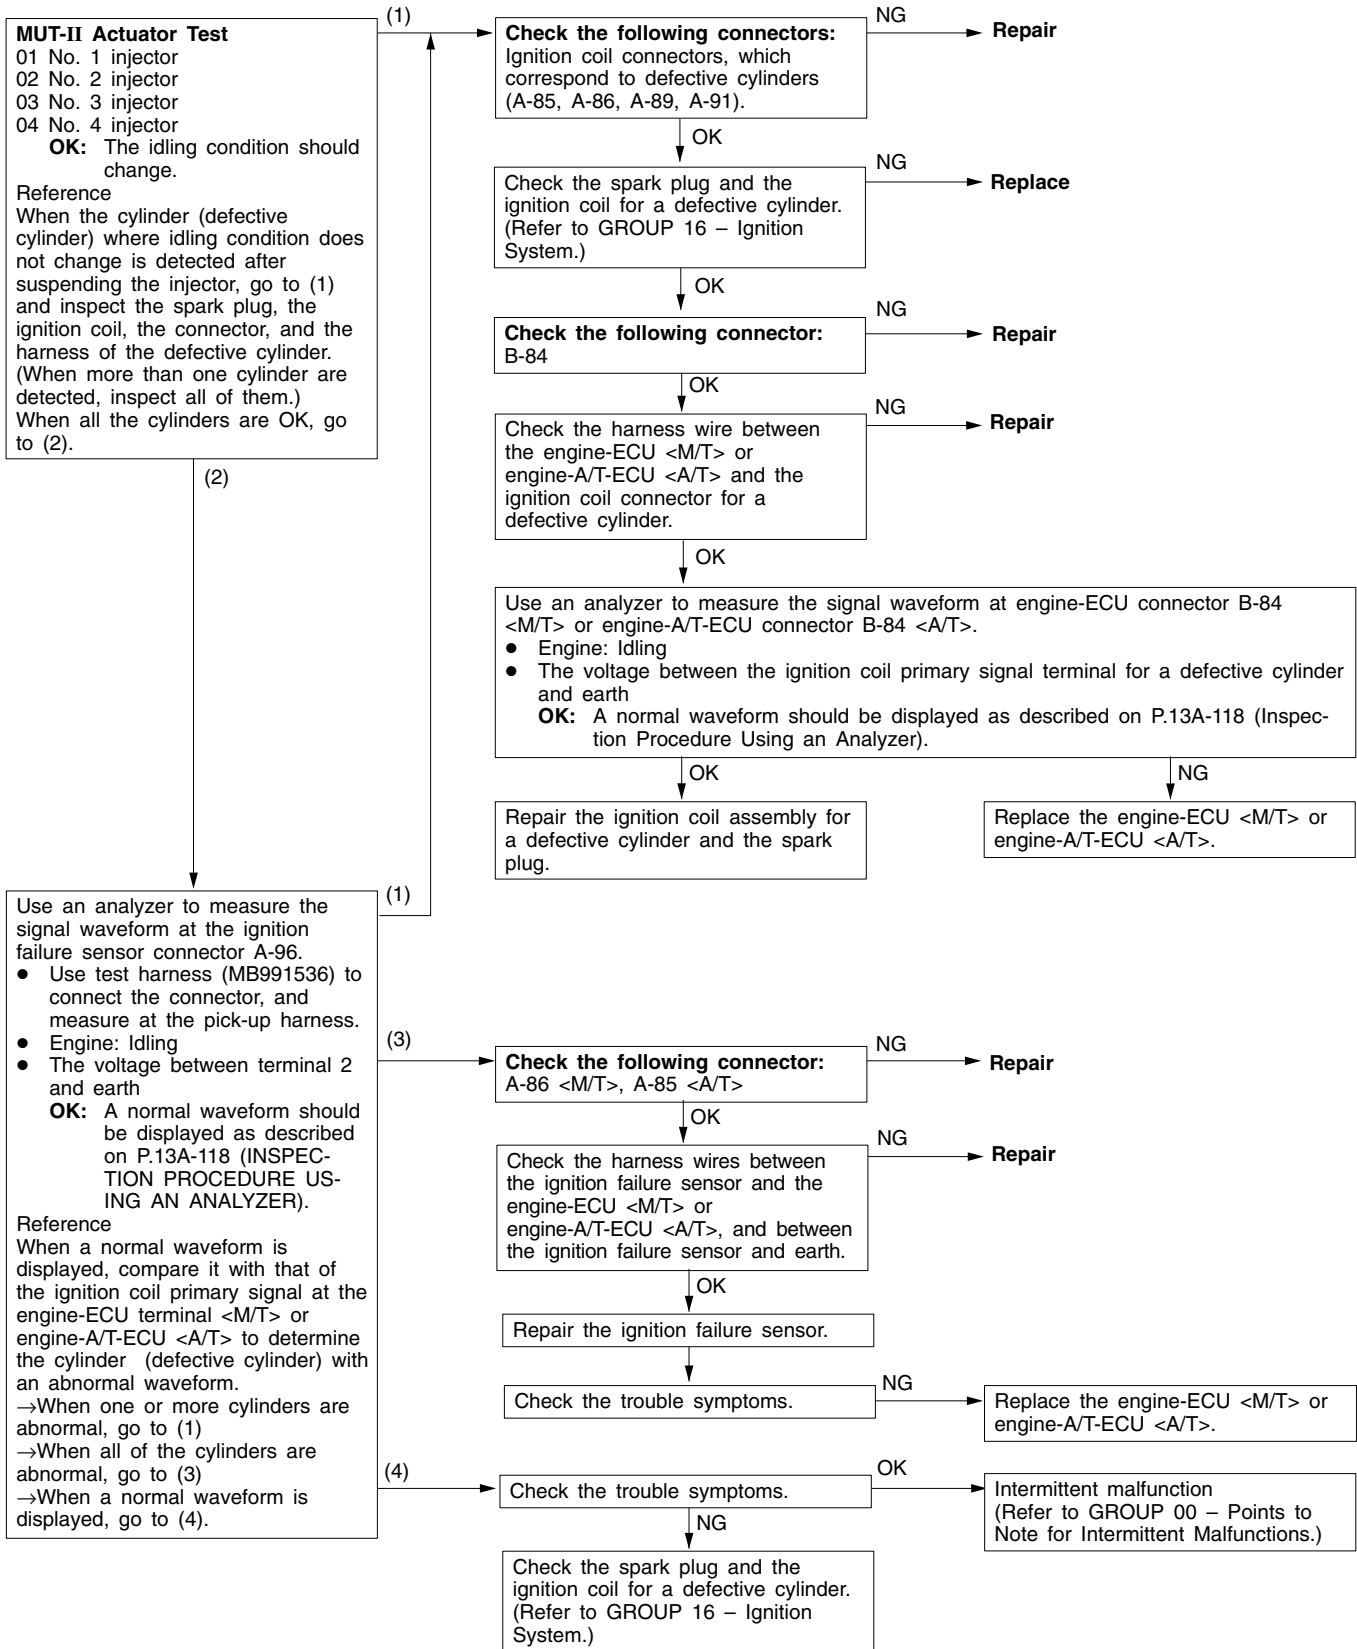 MUT-II Actuator Test
01 No. 1 injector
02 No. 2 injector
03 No. 3 injector
04 No. 4 injector
OK: The idling condition should
change.
Reference
When the cylinder (defective
cylinder) where idling condition does
not change is detected after
suspending the injector, go to (1)
and inspect the spark plug, the
ignition coil, the connector, and the
harness of the defective cylinder.
(When more than one cylinder are
detected, inspect all of them.)
When all the cylinders are OK, go
to (2).
(1)
Check the following connectors:
Ignition coil connectors, which
correspond to defective cylinders
(A-85, A-86, A-89, A-91).
NG
Repair
OK
Check the spark plug and the
ignition coil for a defective cylinder.
(Refer to GROUP 16 – Ignition
System.)
NG
Replace
OK
Check the following connector:
B-84
NG
Repair
OK
Check the harness wire between
the engine-ECU <M/T> or
engine-A/T-ECU <A/T> and the
ignition coil connector for a
defective cylinder.
NG
Repair
(2)
OK
Use an analyzer to measure the signal waveform at engine-ECU connector B-84
<M/T> or engine-A/T-ECU connector B-84 <A/T>.
● Engine: Idling
● The voltage between the ignition coil primary signal terminal for a defective cylinder
and earth
OK: A normal waveform should be displayed as described on P.13A-118 (Inspec-
tion Procedure Using an Analyzer).
OK
NG
Repair the ignition coil assembly for
a defective cylinder and the spark
plug.
Replace the engine-ECU <M/T> or
engine-A/T-ECU <A/T>.
Use an analyzer to measure the
signal waveform at the ignition
failure sensor connector A-96.
● Use test harness (MB991536) to
connect the connector, and
measure at the pick-up harness.
● Engine: Idling
● The voltage between terminal 2
and earth
OK: A normal waveform should
be displayed as described
on P.13A-118 (INSPEC-
TION PROCEDURE US-
ING AN ANALYZER).
Reference
When a normal waveform is
displayed, compare it with that of
the ignition coil primary signal at the
engine-ECU terminal <M/T> or
engine-A/T-ECU <A/T> to determine
the cylinder (defective cylinder) with
an abnormal waveform.
→When one or more cylinders are
abnormal, go to (1)
→When all of the cylinders are
abnormal, go to (3)
→When a normal waveform is
displayed, go to (4).
(1)
(3)
Check the following connector:
A-86 <M/T>, A-85 <A/T>
NG
Repair
OK
Check the harness wires between
the ignition failure sensor and the
engine-ECU <M/T> or
engine-A/T-ECU <A/T>, and between
the ignition failure sensor and earth.
NG
Repair
OK
Repair the ignition failure sensor.
Check the trouble symptoms.
NG
Replace the engine-ECU <M/T> or
engine-A/T-ECU <A/T>.
(4)
Check the trouble symptoms.
OK
Intermittent malfunction
(Refer to GROUP 00 – Points to
Note for Intermittent Malfunctions.)
NG
Check the spark plug and the
ignition coil for a defective cylinder.
(Refer to GROUP 16 – Ignition
System.)